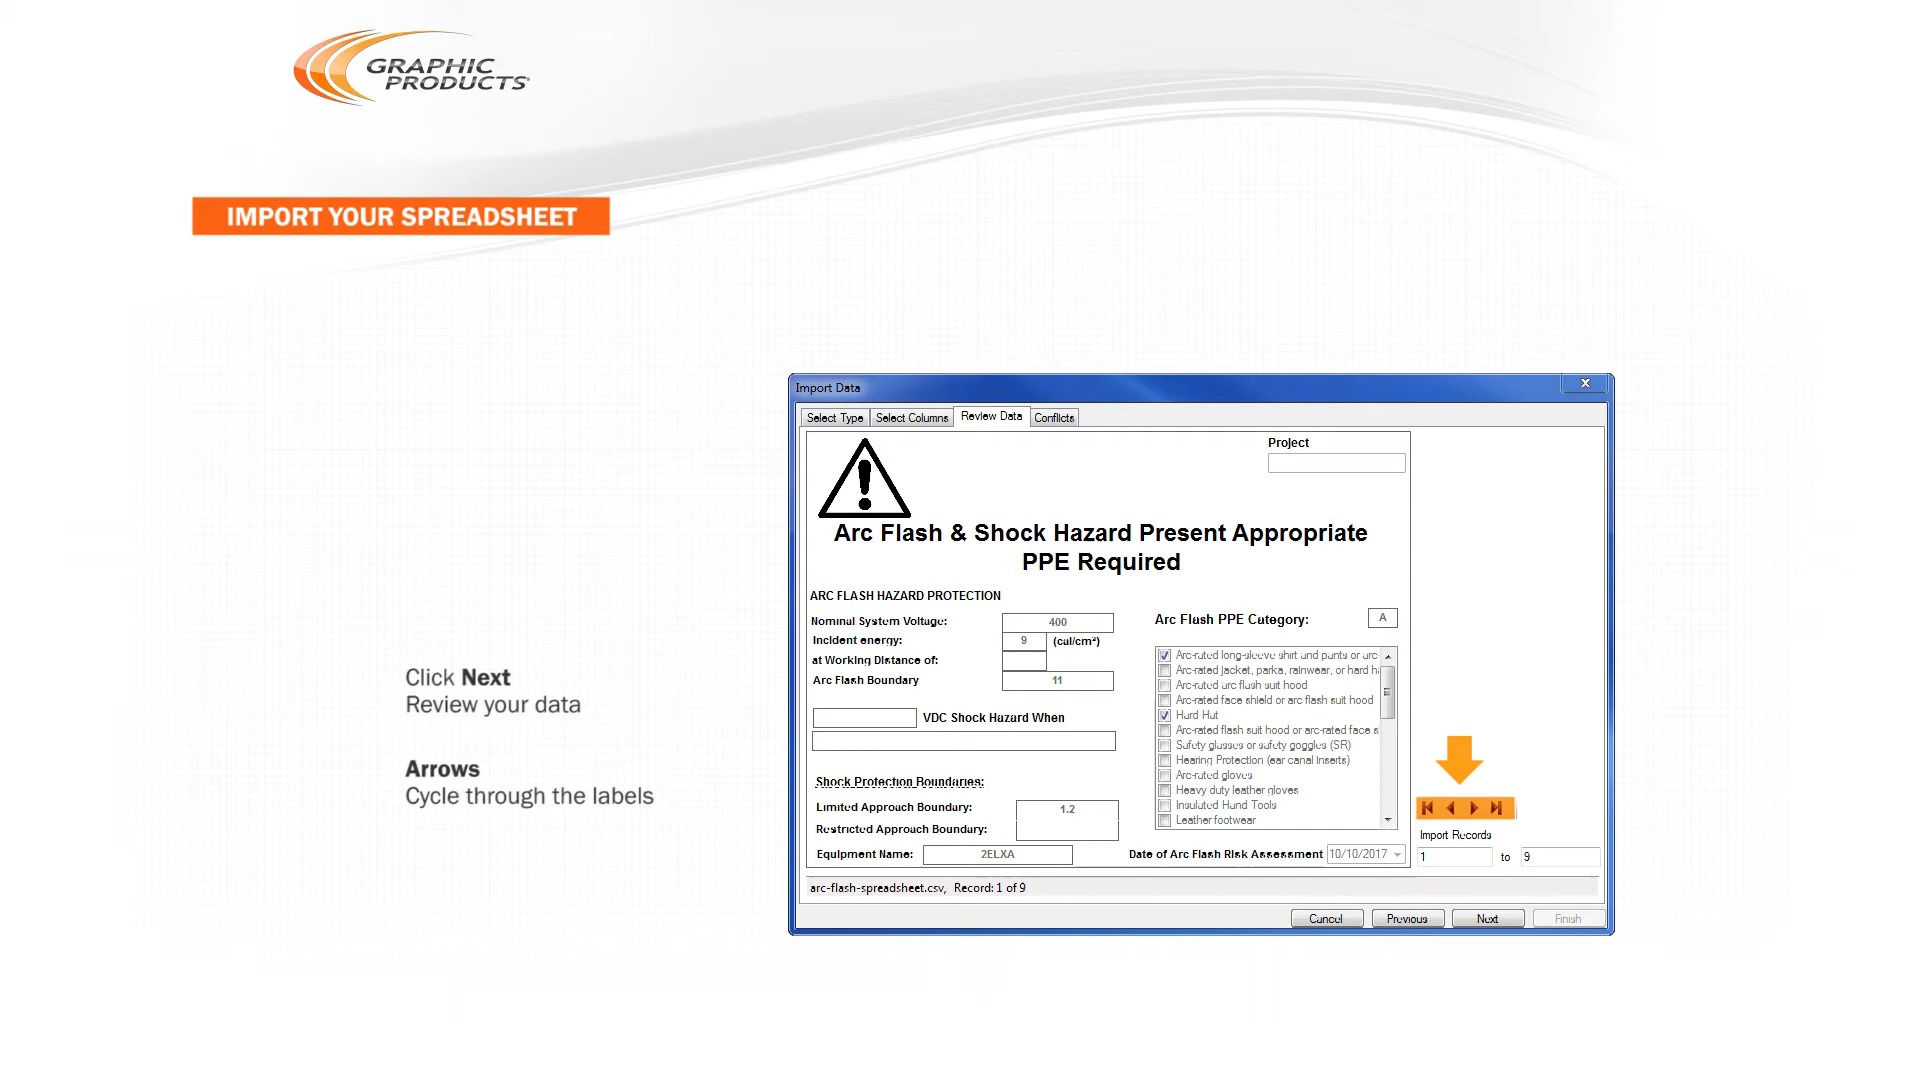 GRAPHIC
PRODUCTS
IMPORT YOUR SPREADSHEET
Click Next
Review your data
Arrows
Cycle through the labels
Import Data
Select Type
Select Columns
Review Data
Conflicts
Project
Arc Flash & Shock Hazard Present Appropriate
PPE Required
ARC FLASH HAZARD PROTECTION
Nominal System Voltage: 400
Incident energy: 9 (cal/cm²)
at Working Distance of:
Arc Flash Boundary 11
VDC Shock Hazard When
Shock Protection Boundaries:
Limited Approach Boundary: 1.2
Restricted Approach Boundary:
Equipment Name: 2ELXA
Arc Flash PPE Category: A
Arc-rated long-sleeve shirt and pants or arc-
Arc-rated jacket, parka, rainwear, or hard ha
Arc-rated arc flash suit hood
Arc-rated face shield or arc flash suit hood
Hard Hat
Arc-rated flash suit hood or arc-rated face s
Safety glasses or safety goggles (SR)
Hearing Protection (ear canal inserts)
Arc-rated gloves
Heavy duty leather gloves
Insulated Hand Tools
Leather footwear
Date of Arc Flash Risk Assessment 10/10/2017
Import Records
1 to 9
arc-flash-spreadsheet.csv, Record: 1 of 9
Cancel
Previous
Next
Finish